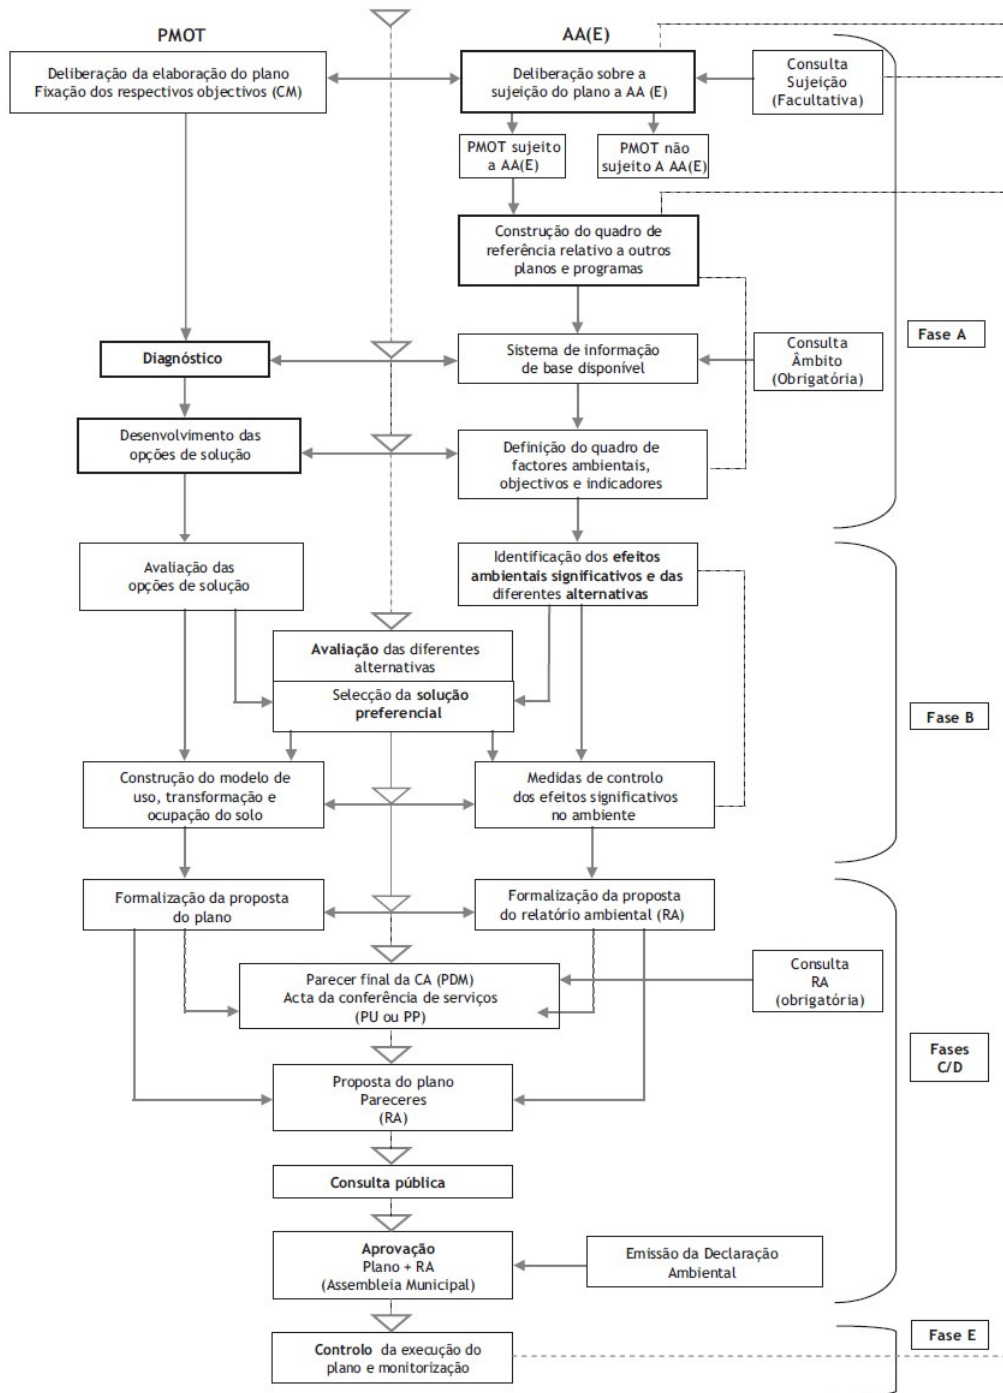 PMOT
AA(E)
Deliberação da elaboração do plano
Fixação dos respectivos objectivos (CM)
Deliberação sobre a
sujeição do plano a AA (E)
Consulta
Sujeição
(Facultativa)
PMOT sujeito
a AA(E)
PMOT não
sujeito A AA(E)
Construção do quadro de
referência relativo a outros
planos e programas
Fase A
Diagnóstico
Sistema de informação
de base disponível
Consulta
Âmbito
(Obrigatória)
Desenvolvimento das
opções de solução
Definição do quadro de
factores ambientais,
objectivos e indicadores
Avaliação das
opções de solução
Identificação dos efeitos
ambientais significativos e das
diferentes alternativas
Avaliação das diferentes
alternativas
Selecção da solução
preferencial
Fase B
Construção do modelo de
uso, transformação e
ocupação do solo
Medidas de controlo
dos efeitos significativos
no ambiente
Formalização da proposta
do plano
Formalização da proposta
do relatório ambiental (RA)
Parecer final da CA (PDM)
Acta da conferência de serviços
(PU ou PP)
Consulta
RA
(obrigatória)
Fases
C/D
Proposta do plano
Pareceres
(RA)
Consulta pública
Aprovação
Plano + RA
(Assembleia Municipal)
Emissão da Declaração
Ambiental
Fase E
Controlo da execução do
plano e monitorização